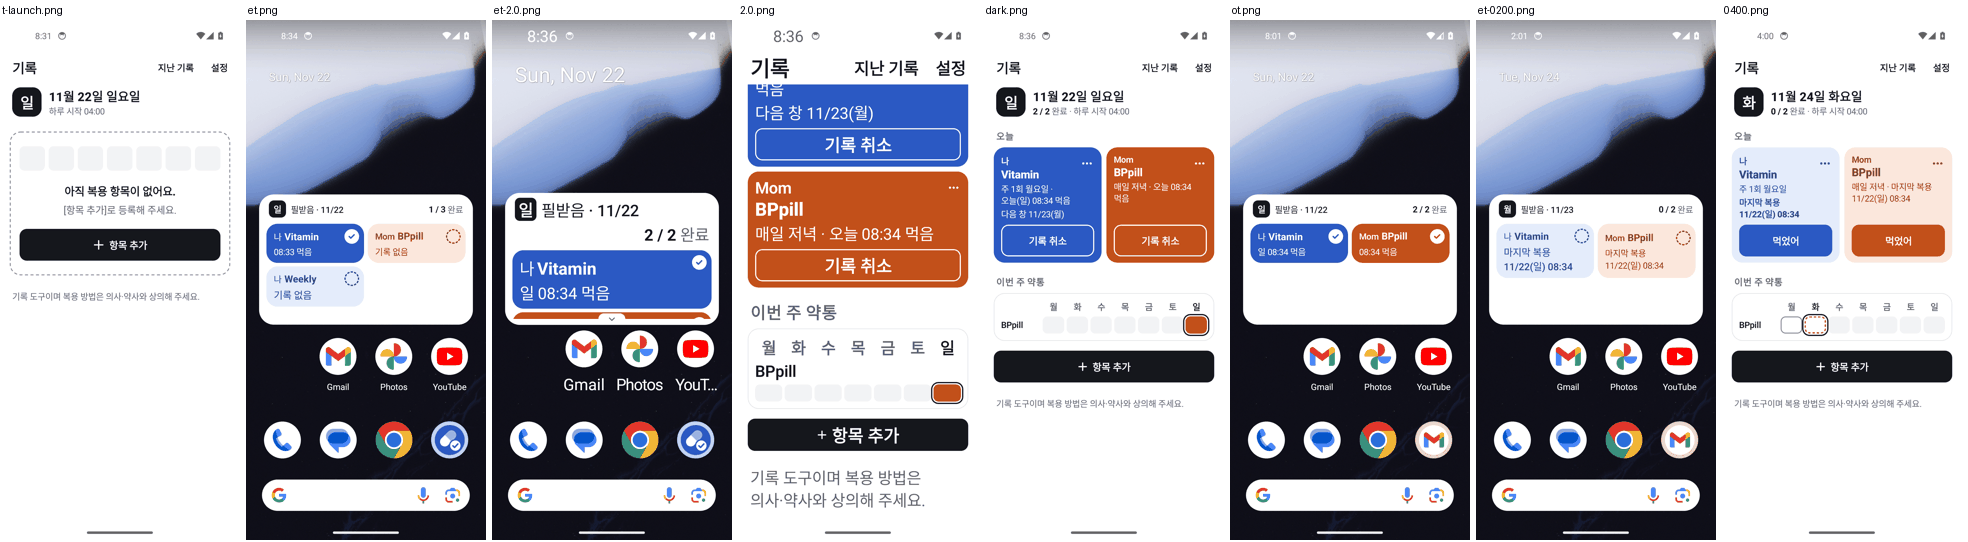 t-launch.png
8:31
기록
지난 기록
설정
일
11월 22일 일요일
하루 시작 04:00
아직 복용 항목이 없어요.
[항목 추가]로 등록해 주세요.
+ 항목 추가
기록 도구이며 복용 방법은 의사·약사와 상의해 주세요.
et.png
8:34
Sun, Nov 22
일
필받음 · 11/22
1 / 3 완료
나 Vitamin
08:33 먹음
Mom BPpill
기록 없음
나 Weekly
기록 없음
Gmail
Photos
YouTube
et-2.0.png
8:36
Sun, Nov 22
일
필받음 · 11/22
2 / 2 완료
나 Vitamin
일 08:34 먹음
Gmail
Photos
YouT...
2.0.png
8:36
기록
지난 기록
설정
먹음
다음 창 11/23(월)
기록 취소
Mom
BPpill
매일 저녁 · 오늘 08:34 먹음
기록 취소
이번 주 약통
월 화 수 목 금 토 일
BPpill
+ 항목 추가
기록 도구이며 복용 방법은
의사·약사와 상의해 주세요.
dark.png
8:36
기록
지난 기록
설정
일
11월 22일 일요일
2 / 2 완료 · 하루 시작 04:00
오늘
나
Vitamin
주 1회 월요일 ·
오늘(일) 08:34 먹음
다음 창 11/23(월)
기록 취소
Mom
BPpill
매일 저녁 · 오늘 08:34
먹음
기록 취소
이번 주 약통
월 화 수 목 금 토 일
BPpill
+ 항목 추가
기록 도구이며 복용 방법은 의사·약사와 상의해 주세요.
ot.png
8:01
Sun, Nov 22
일
필받음 · 11/22
2 / 2 완료
나 Vitamin
일 08:34 먹음
Mom BPpill
08:34 먹음
Gmail
Photos
YouTube
et-0200.png
2:01
Tue, Nov 24
월
필받음 · 11/23
0 / 2 완료
나 Vitamin
마지막 복용
11/22(일) 08:34
Mom BPpill
마지막 복용
11/22(일) 08:34
Gmail
Photos
YouTube
0400.png
4:00
기록
지난 기록
설정
화
11월 24일 화요일
0 / 2 완료 · 하루 시작 04:00
오늘
나
Vitamin
주 1회 월요일
마지막 복용
11/22(일) 08:34
먹었어
Mom
BPpill
매일 저녁 · 마지막 복용
11/22(일) 08:34
먹었어
이번 주 약통
월 화 수 목 금 토 일
BPpill
+ 항목 추가
기록 도구이며 복용 방법은 의사·약사와 상의해 주세요.